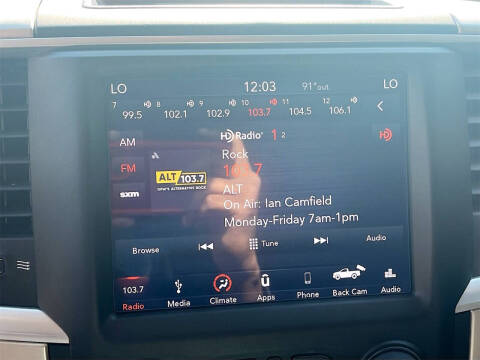 LO 12:03 91°out LO
7 8 9 10 11 12
99.5 102.1 102.9 103.7 104.5 106.1
AM
HD Radio 1 2
Rock
FM
103.7
ALT 103.7
DFW'S ALTERNATIVE ROCK
ALT
sxm
On Air: Ian Camfield
Monday-Friday 7am-1pm
Browse Tune Audio
103.7
Radio Media Climate Apps Phone Back Cam Audio